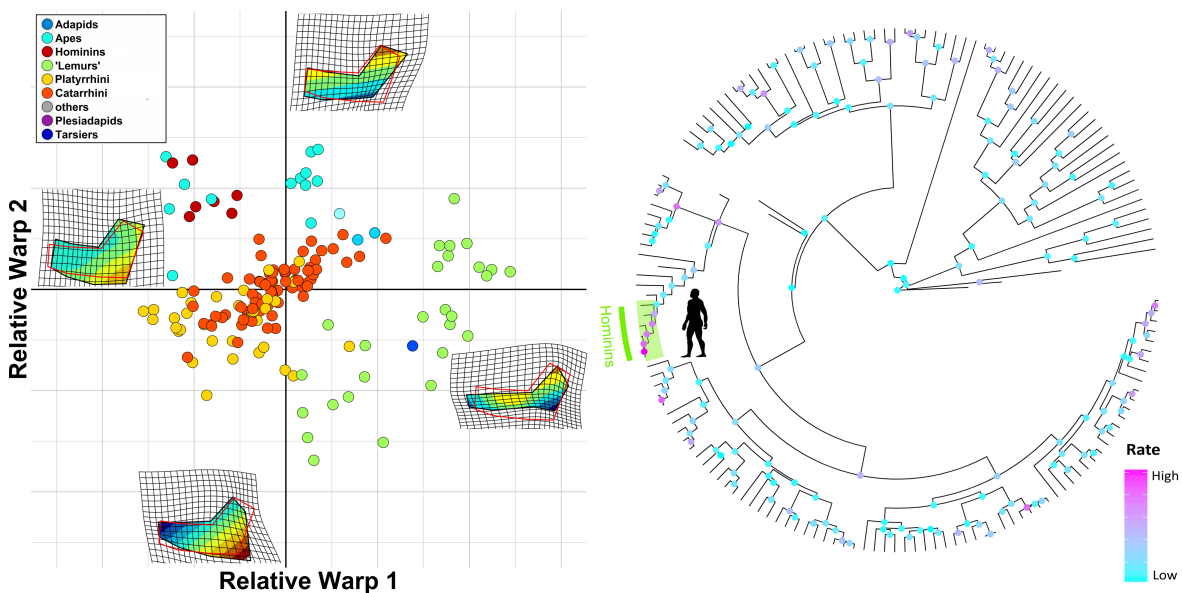 Adapids
Apes
Hominins
'Lemurs'
Platyrrhini
Catarrhini
others
Plesiadapids
Tarsiers
Relative Warp 2
Relative Warp 1
Hominins
Rate
High
Low